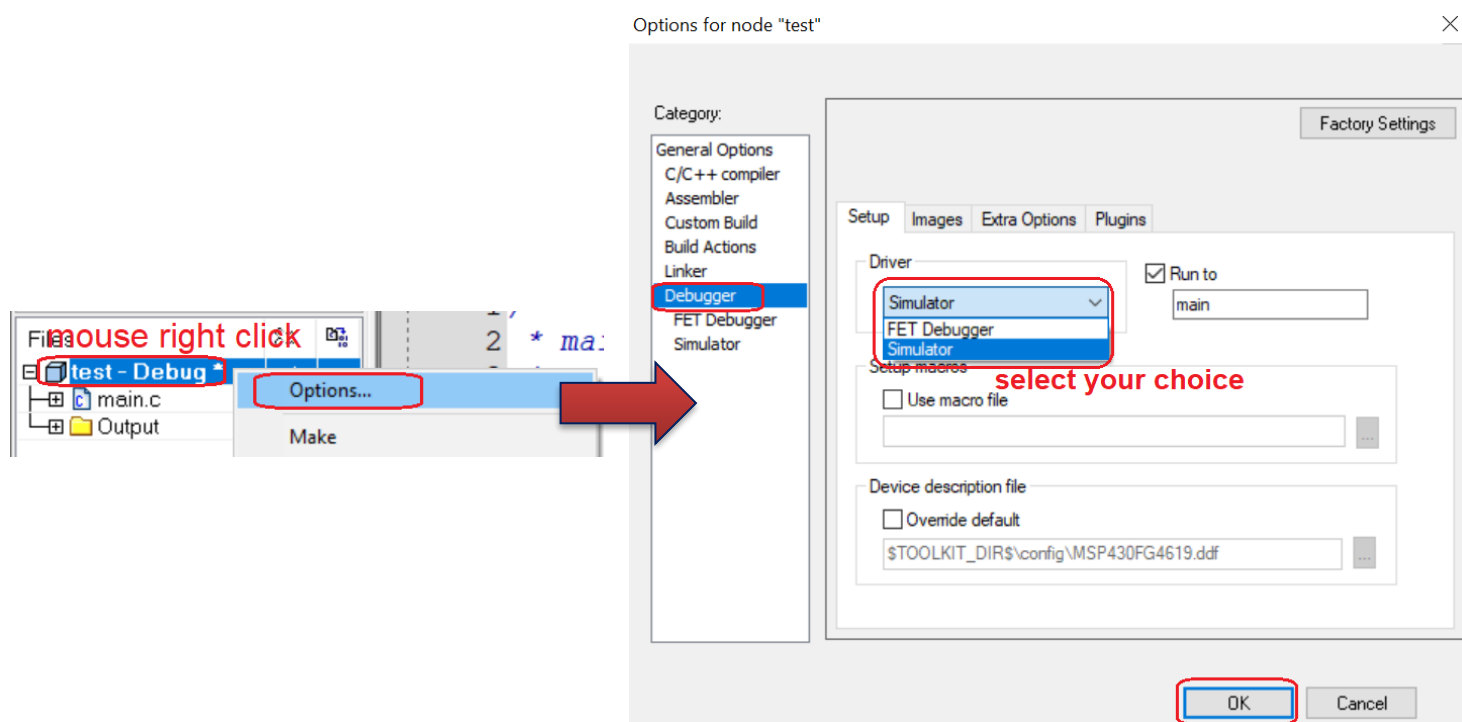 Options for node "test"
Category:
Factory Settings
General Options
C/C++ compiler
Assembler
Custom Build
Build Actions
Linker
Debugger
FET Debugger
Simulator
Setup Images Extra Options Plugins
Driver
Simulator
FET Debugger
Simulator
Run to
main
select your choice
Setup macros
Use macro file
...
Device description file
Override default
$TOOLKIT_DIR$\config\MSP430FG4619.ddf
...
OK Cancel
mouse right click
Files
test - Debug *
main.c
Output
Options...
Make
2 * mai